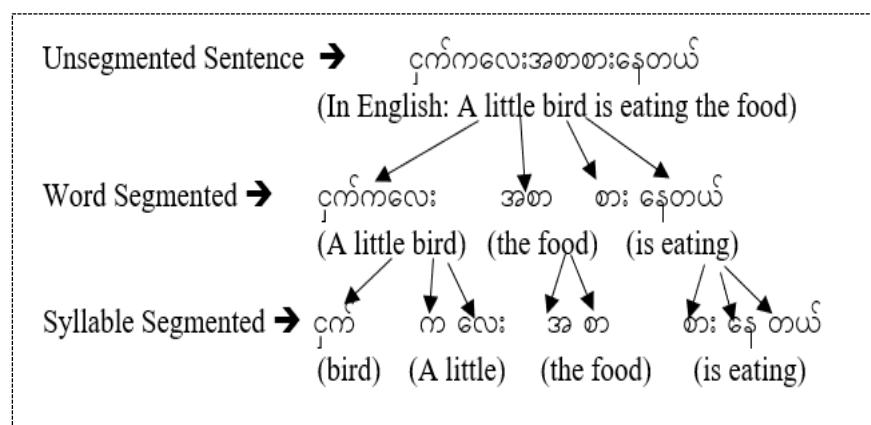 Unsegmented Sentence ➔ ငှက်ကလေးအစာစားနေတယ်
(In English: A little bird is eating the food)
Word Segmented ➔ ငှက်ကလေး အစာ စား နေတယ်
(A little bird) (the food) (is eating)
Syllable Segmented ➔ ငှက် က လေး အ စာ စား နေ တယ်
(bird) (A little) (the food) (is eating)